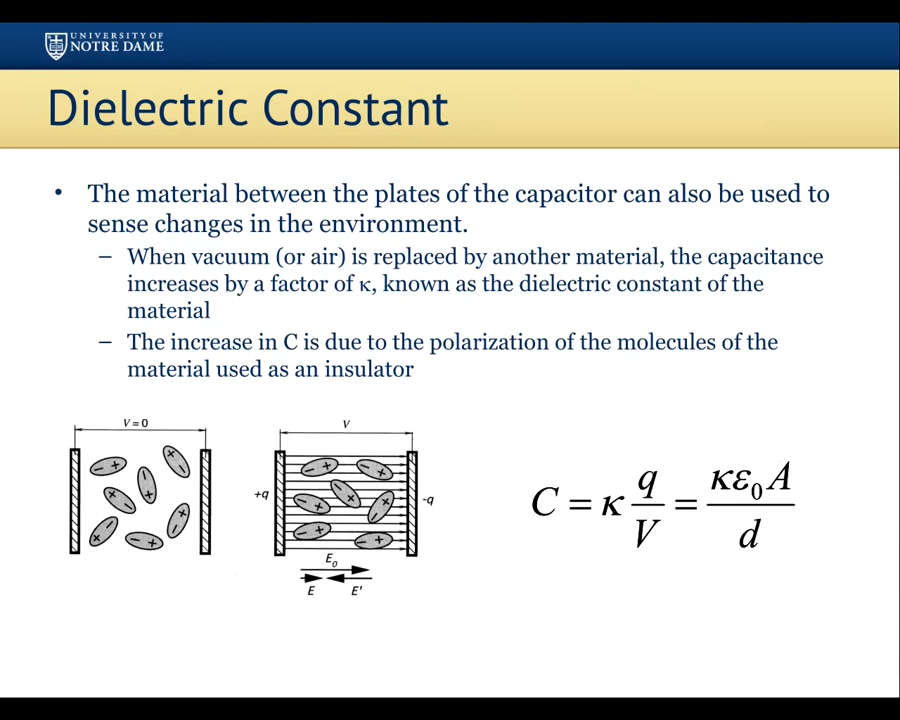 UNIVERSITY OF
NOTRE DAME
Dielectric Constant
• The material between the plates of the capacitor can also be used to
sense changes in the environment.
– When vacuum (or air) is replaced by another material, the capacitance
increases by a factor of κ, known as the dielectric constant of the
material
– The increase in C is due to the polarization of the molecules of the
material used as an insulator
V = 0
V
+q
-q
E₀
E E'
C = κ q/V = κε₀A/d